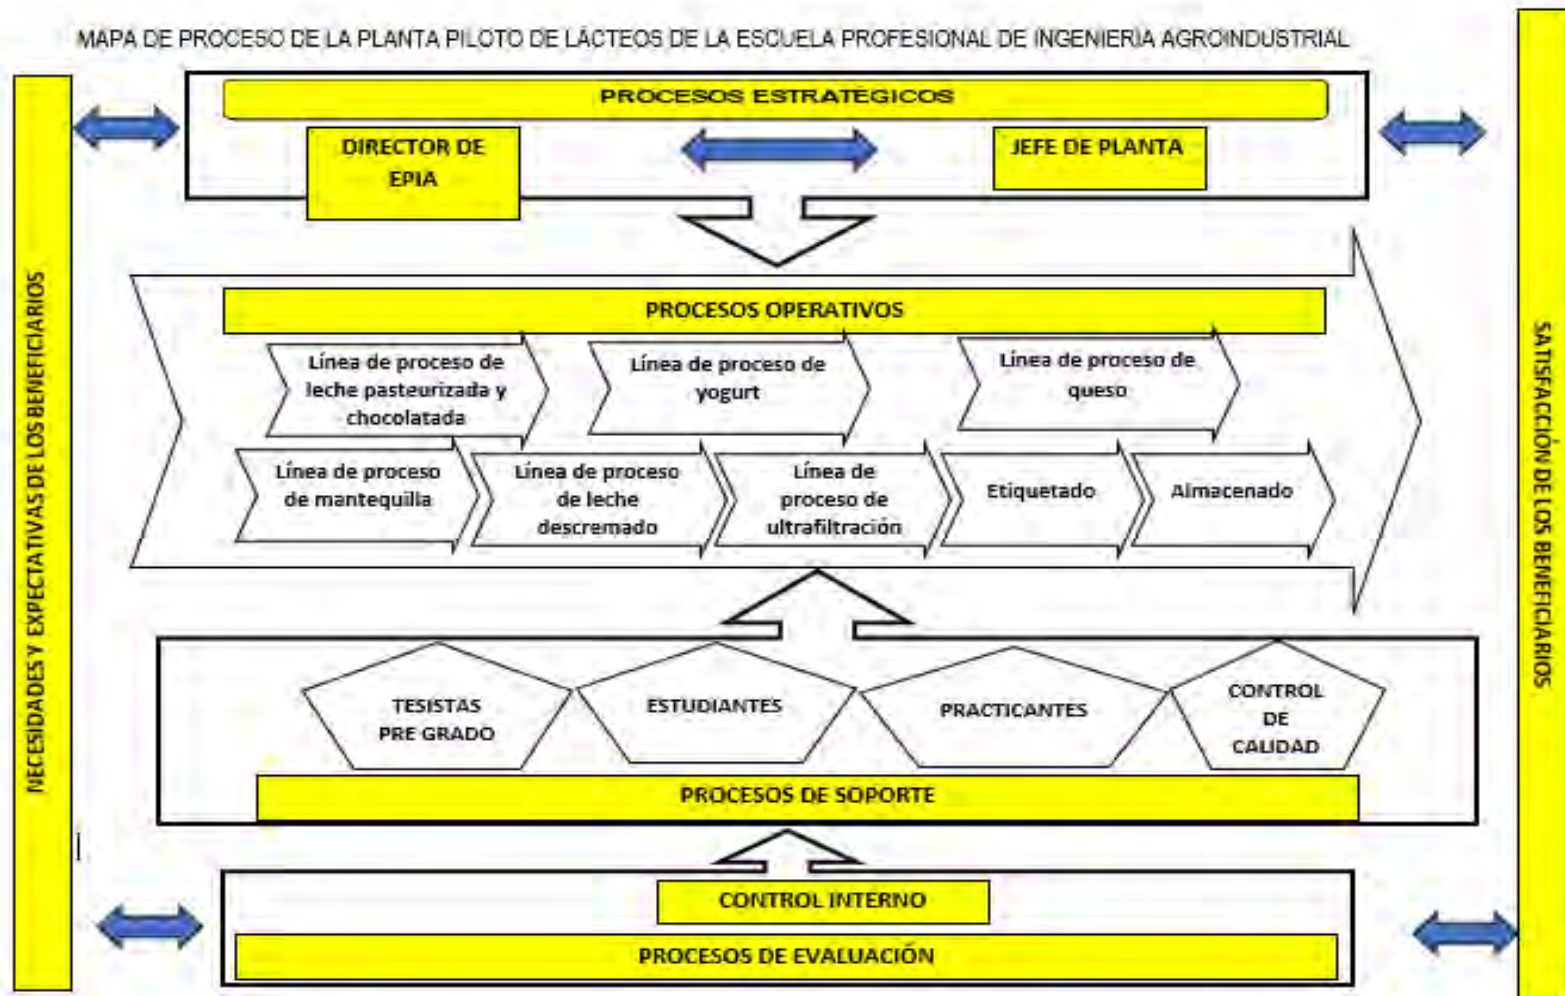 MAPA DE PROCESO DE LA PLANTA PILOTO DE LÁCTEOS DE LA ESCUELA PROFESIONAL DE INGENIERÍA AGROINDUSTRIAL
NECESIDADES Y EXPECTATIVAS DE LOS BENEFICIARIOS
PROCESOS ESTRATEGICOS
DIRECTOR DE
EPIA
JEFE DE PLANTA
PROCESOS OPERATIVOS
Línea de proceso de
leche pasteurizada y
chocolatada
Línea de proceso de
yogurt
Línea de proceso de
queso
Línea de proceso
de mantequilla
Línea de proceso
de leche
descremado
Línea de
proceso de
ultrafiltración
Etiquetado
Almacenado
TESISTAS
PRE GRADO
ESTUDIANTES
PRACTICANTES
CONTROL
DE
CALIDAD
PROCESOS DE SOPORTE
CONTROL INTERNO
PROCESOS DE EVALUACIÓN
SATISFACCIÓN DE LOS BENEFICIARIOS